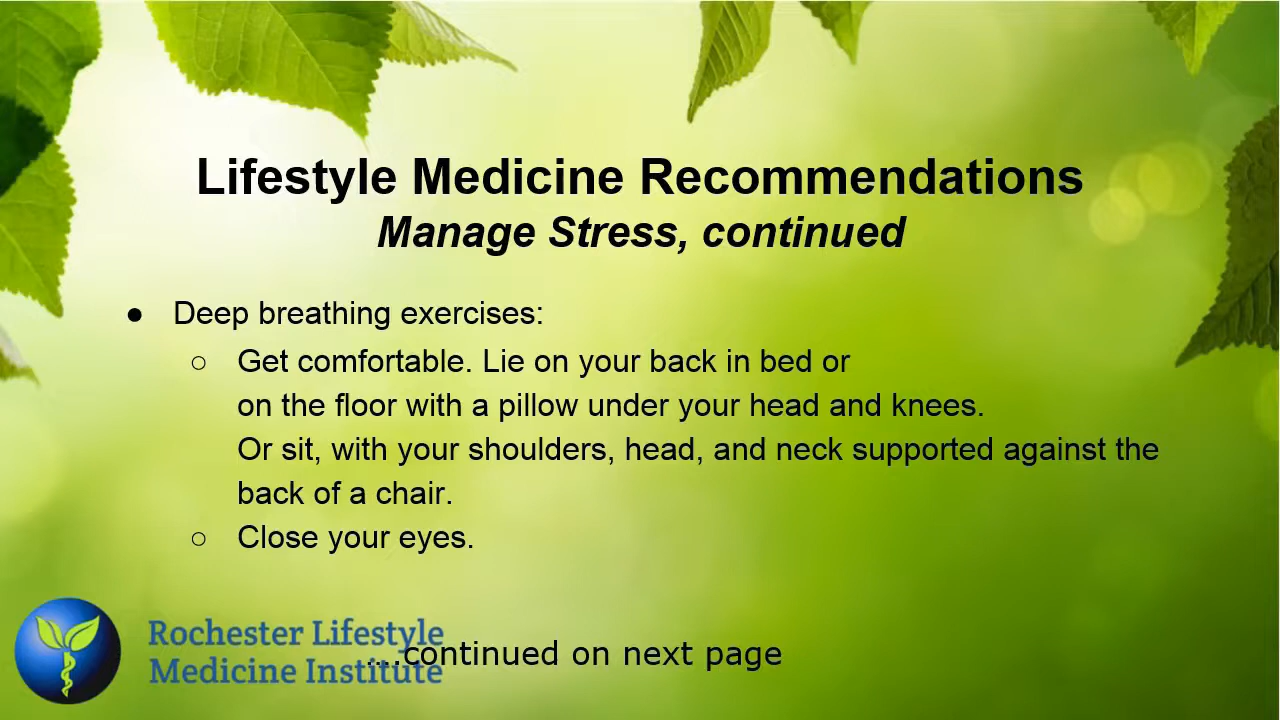 Lifestyle Medicine Recommendations
Manage Stress, continued
● Deep breathing exercises:
○ Get comfortable. Lie on your back in bed or
on the floor with a pillow under your head and knees.
Or sit, with your shoulders, head, and neck supported against the
back of a chair.
○ Close your eyes.
Rochester Lifestyle
Medicine Institute
....continued on next page